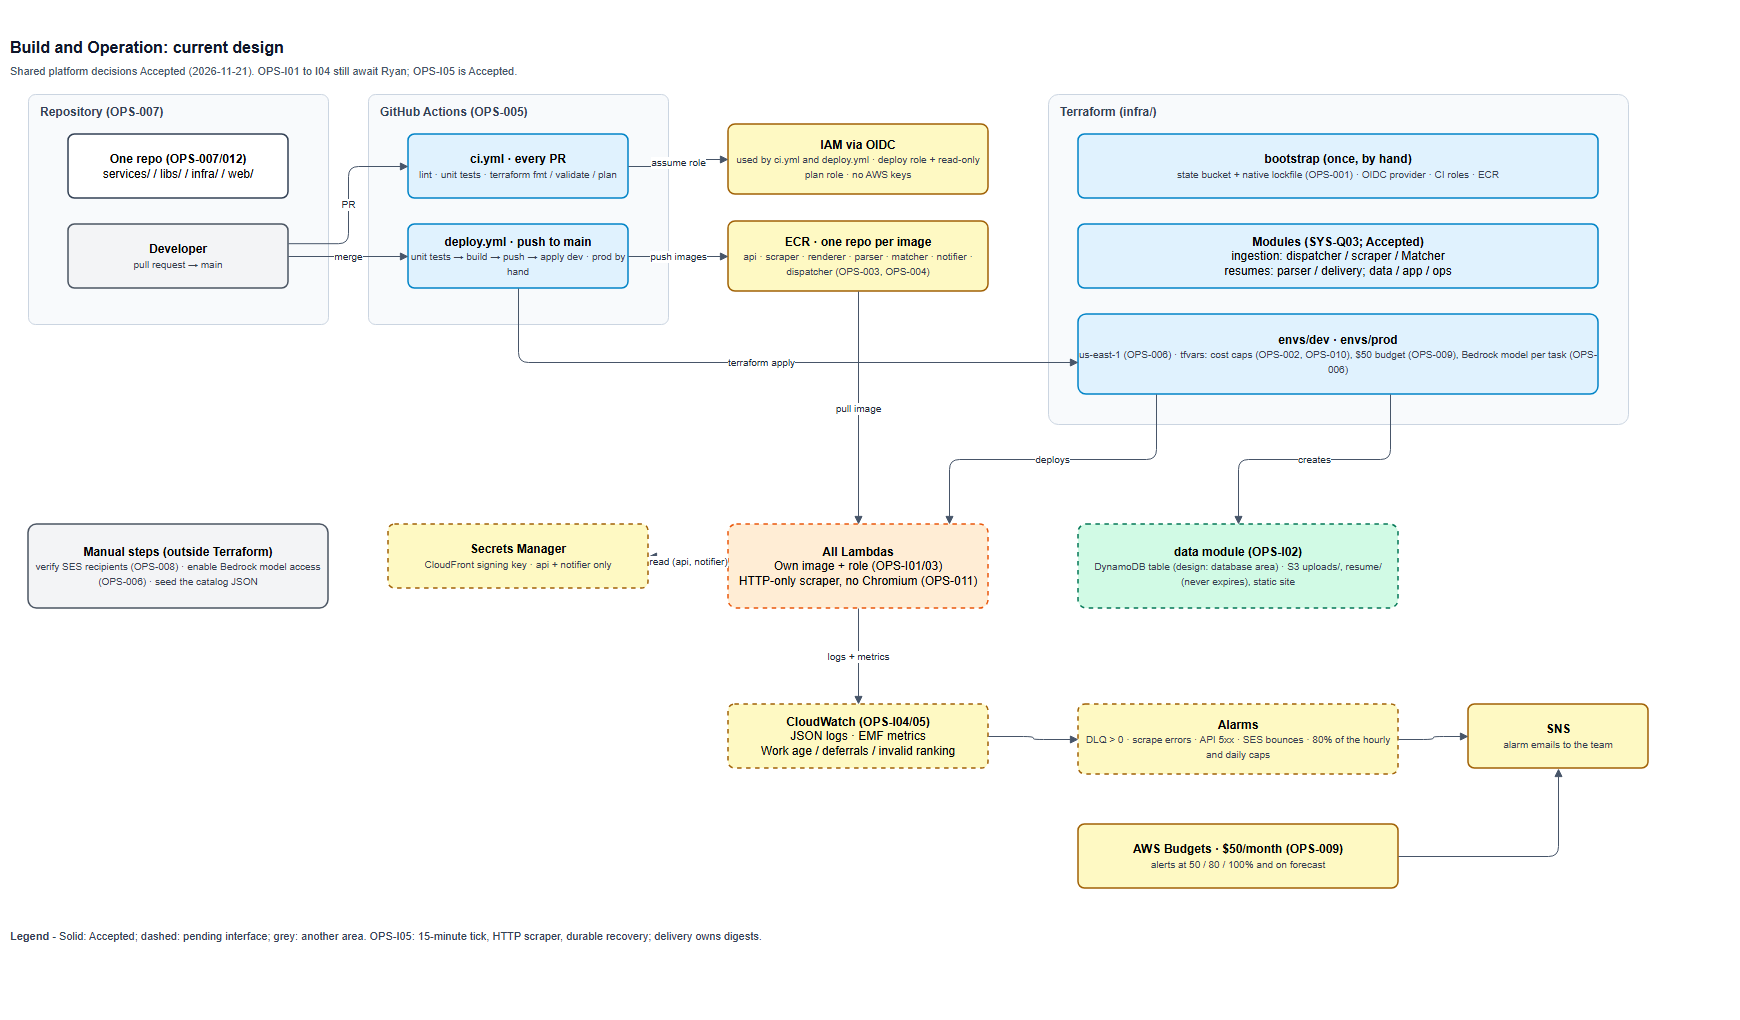 Build and Operation: current design
Shared platform decisions Accepted (2026-11-21). OPS-I01 to I04 still await Ryan; OPS-I05 is Accepted.
Repository (OPS-007)
One repo (OPS-007/012)
services/ / libs/ / infra/ / web/
Developer
pull request → main
PR
merge
GitHub Actions (OPS-005)
ci.yml · every PR
lint · unit tests · terraform fmt / validate / plan
deploy.yml · push to main
unit tests → build → push → apply dev · prod by
hand
assume role
push images
IAM via OIDC
used by ci.yml and deploy.yml · deploy role + read-only
plan role · no AWS keys
ECR · one repo per image
api · scraper · renderer · parser · matcher · notifier ·
dispatcher (OPS-003, OPS-004)
Terraform (infra/)
bootstrap (once, by hand)
state bucket + native lockfile (OPS-001) · OIDC provider · CI roles · ECR
Modules (SYS-Q03; Accepted)
ingestion: dispatcher / scraper / Matcher
resumes: parser / delivery; data / app / ops
envs/dev · envs/prod
us-east-1 (OPS-006) · tfvars: cost caps (OPS-002, OPS-010), $50 budget (OPS-009), Bedrock model per task (OPS-
006)
terraform apply
pull image
deploys
creates
Manual steps (outside Terraform)
verify SES recipients (OPS-008) · enable Bedrock model access
(OPS-006) · seed the catalog JSON
Secrets Manager
CloudFront signing key · api + notifier only
read (api, notifier)
All Lambdas
Own image + role (OPS-I01/03)
HTTP-only scraper, no Chromium (OPS-011)
data module (OPS-I02)
DynamoDB table (design: database area) · S3 uploads/, resume/
(never expires), static site
logs + metrics
CloudWatch (OPS-I04/05)
JSON logs · EMF metrics
Work age / deferrals / invalid ranking
Alarms
DLQ > 0 · scrape errors · API 5xx · SES bounces · 80% of the hourly
and daily caps
SNS
alarm emails to the team
AWS Budgets · $50/month (OPS-009)
alerts at 50 / 80 / 100% and on forecast
Legend - Solid: Accepted; dashed: pending interface; grey: another area. OPS-I05: 15-minute tick, HTTP scraper, durable recovery; delivery owns digests.